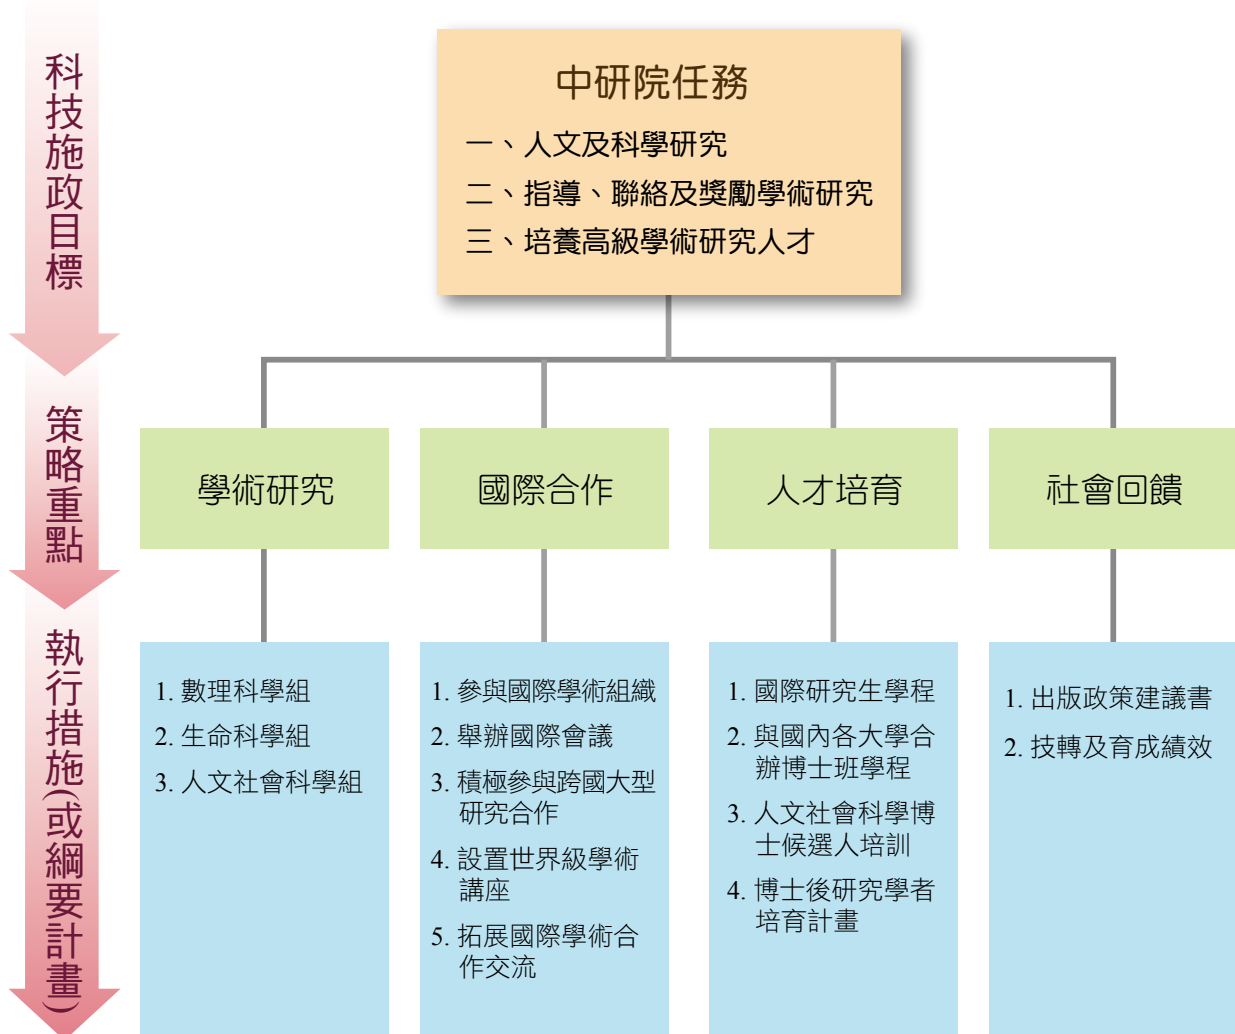 科技施政目標
中研院任務
一、人文及科學研究
二、指導、聯絡及獎勵學術研究
三、培養高級學術研究人才
策略重點
學術研究
國際合作
人才培育
社會回饋
執行措施(或綱要計畫)
1. 數理科學組
2. 生命科學組
3. 人文社會科學組
1. 參與國際學術組織
2. 舉辦國際會議
3. 積極參與跨國大型
研究合作
4. 設置世界級學術
講座
5. 拓展國際學術合
作交流
1. 國際研究生學程
2. 與國內各大學合
辦博士班學程
3. 人文社會科學博
士候選人培訓
4. 博士後研究學者
培育計畫
1. 出版政策建議書
2. 技轉及育成績效